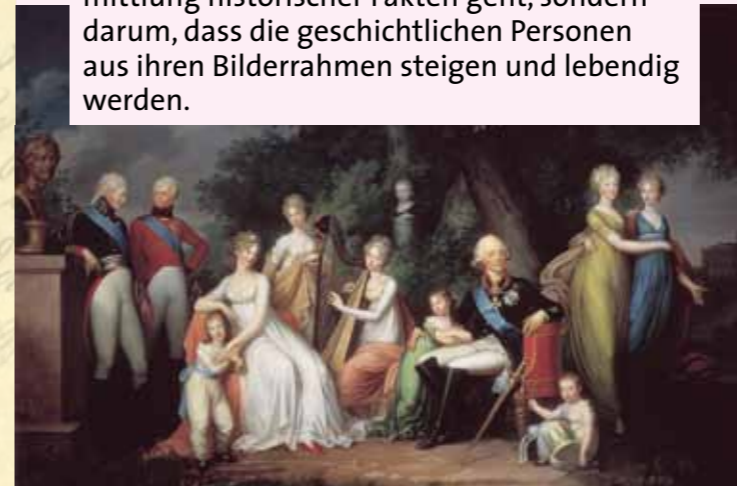 mittlung historischer Fakten geht, sondern
darum, dass die geschichtlichen Personen
aus ihren Bilderrahmen steigen und lebendig
werden.